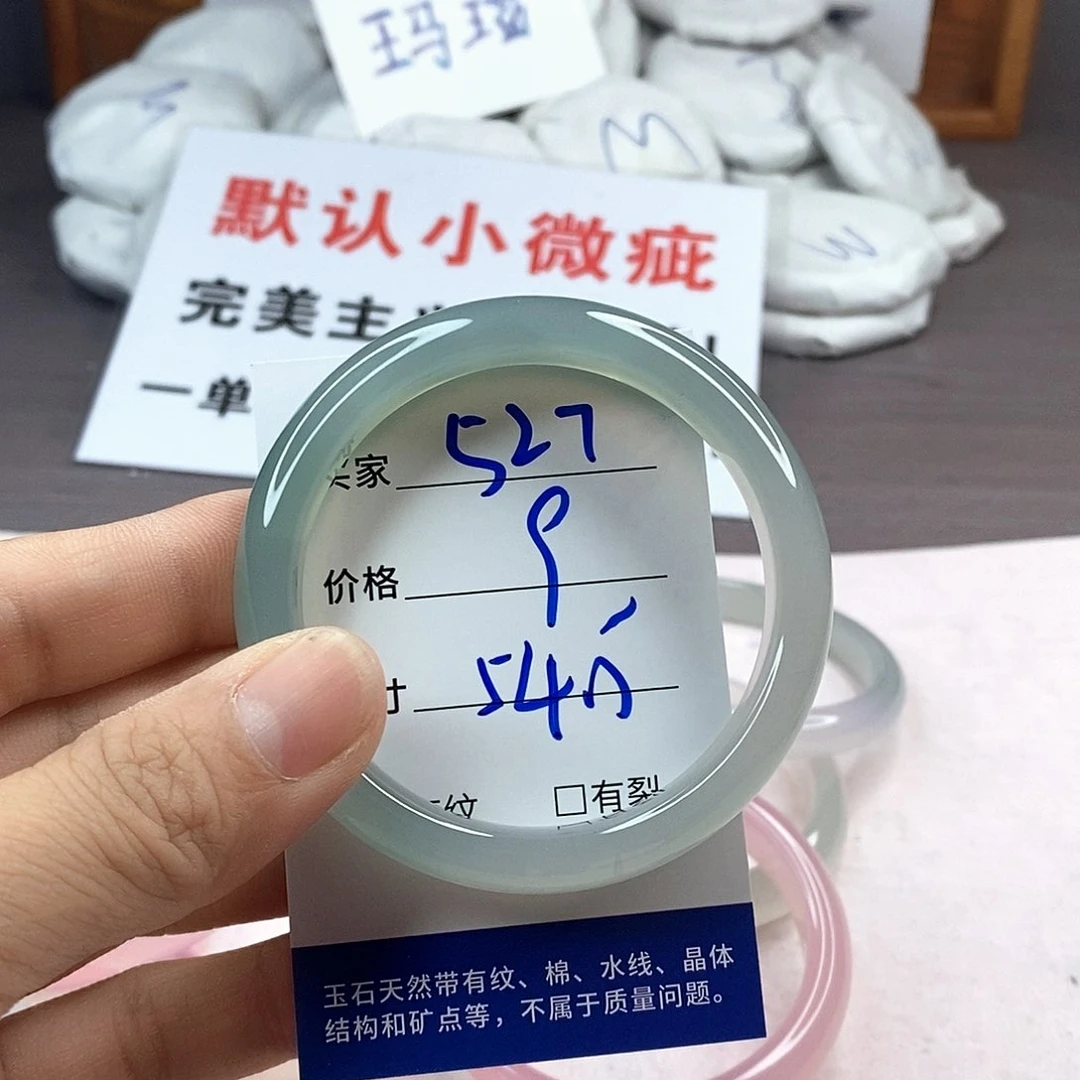 玛瑙
默认小微疵
完美主
一单
家 527
价格 9
寸 54
纹 □有裂
玉石天然带有纹、棉、水线、晶体
结构和矿点等，不属于质量问题。